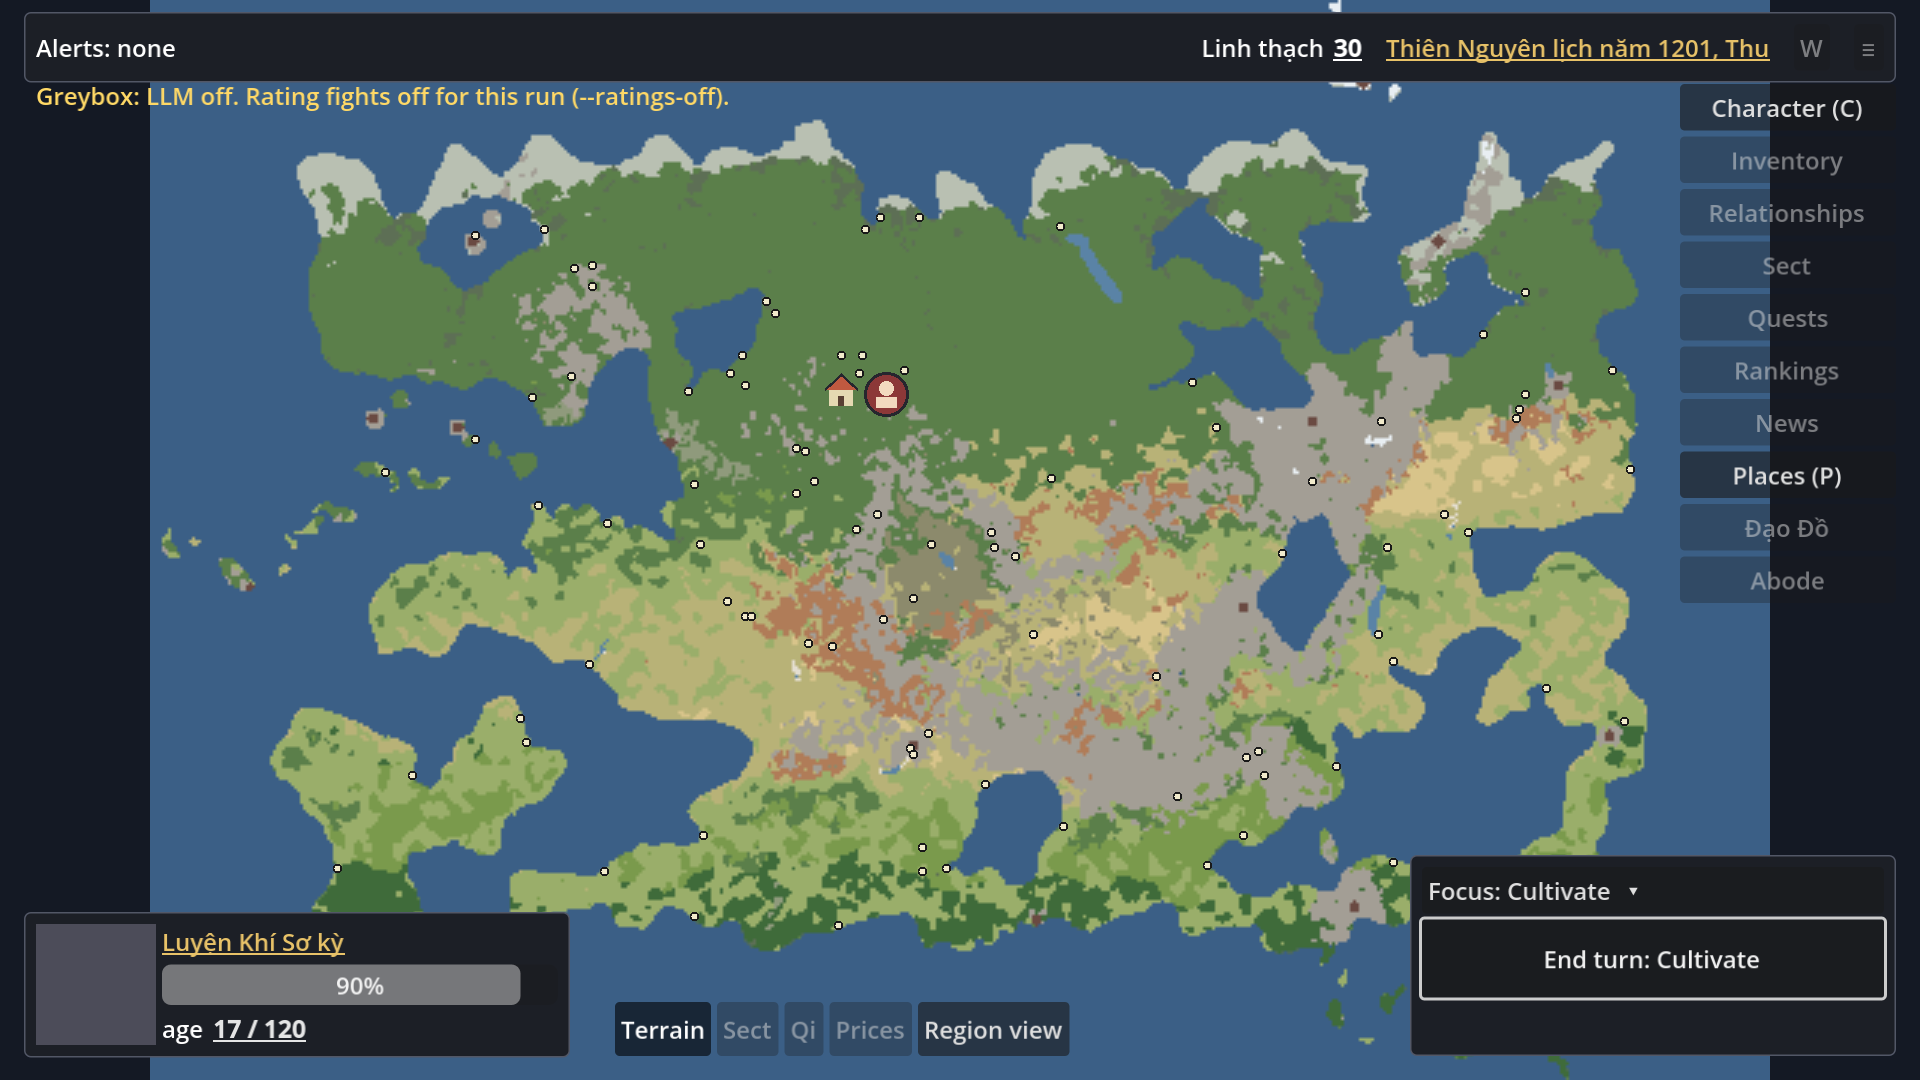 Alerts: none
Linh thạch 30 Thiên Nguyên lịch năm 1201, Thu W ≡
Greybox: LLM off. Rating fights off for this run (--ratings-off).
Character (C)
Inventory
Relationships
Sect
Quests
Rankings
News
Places (P)
Đạo Đồ
Abode
Focus: Cultivate ▾
End turn: Cultivate
Luyện Khí Sơ kỳ
90%
age 17 / 120
Terrain Sect Qi Prices Region view